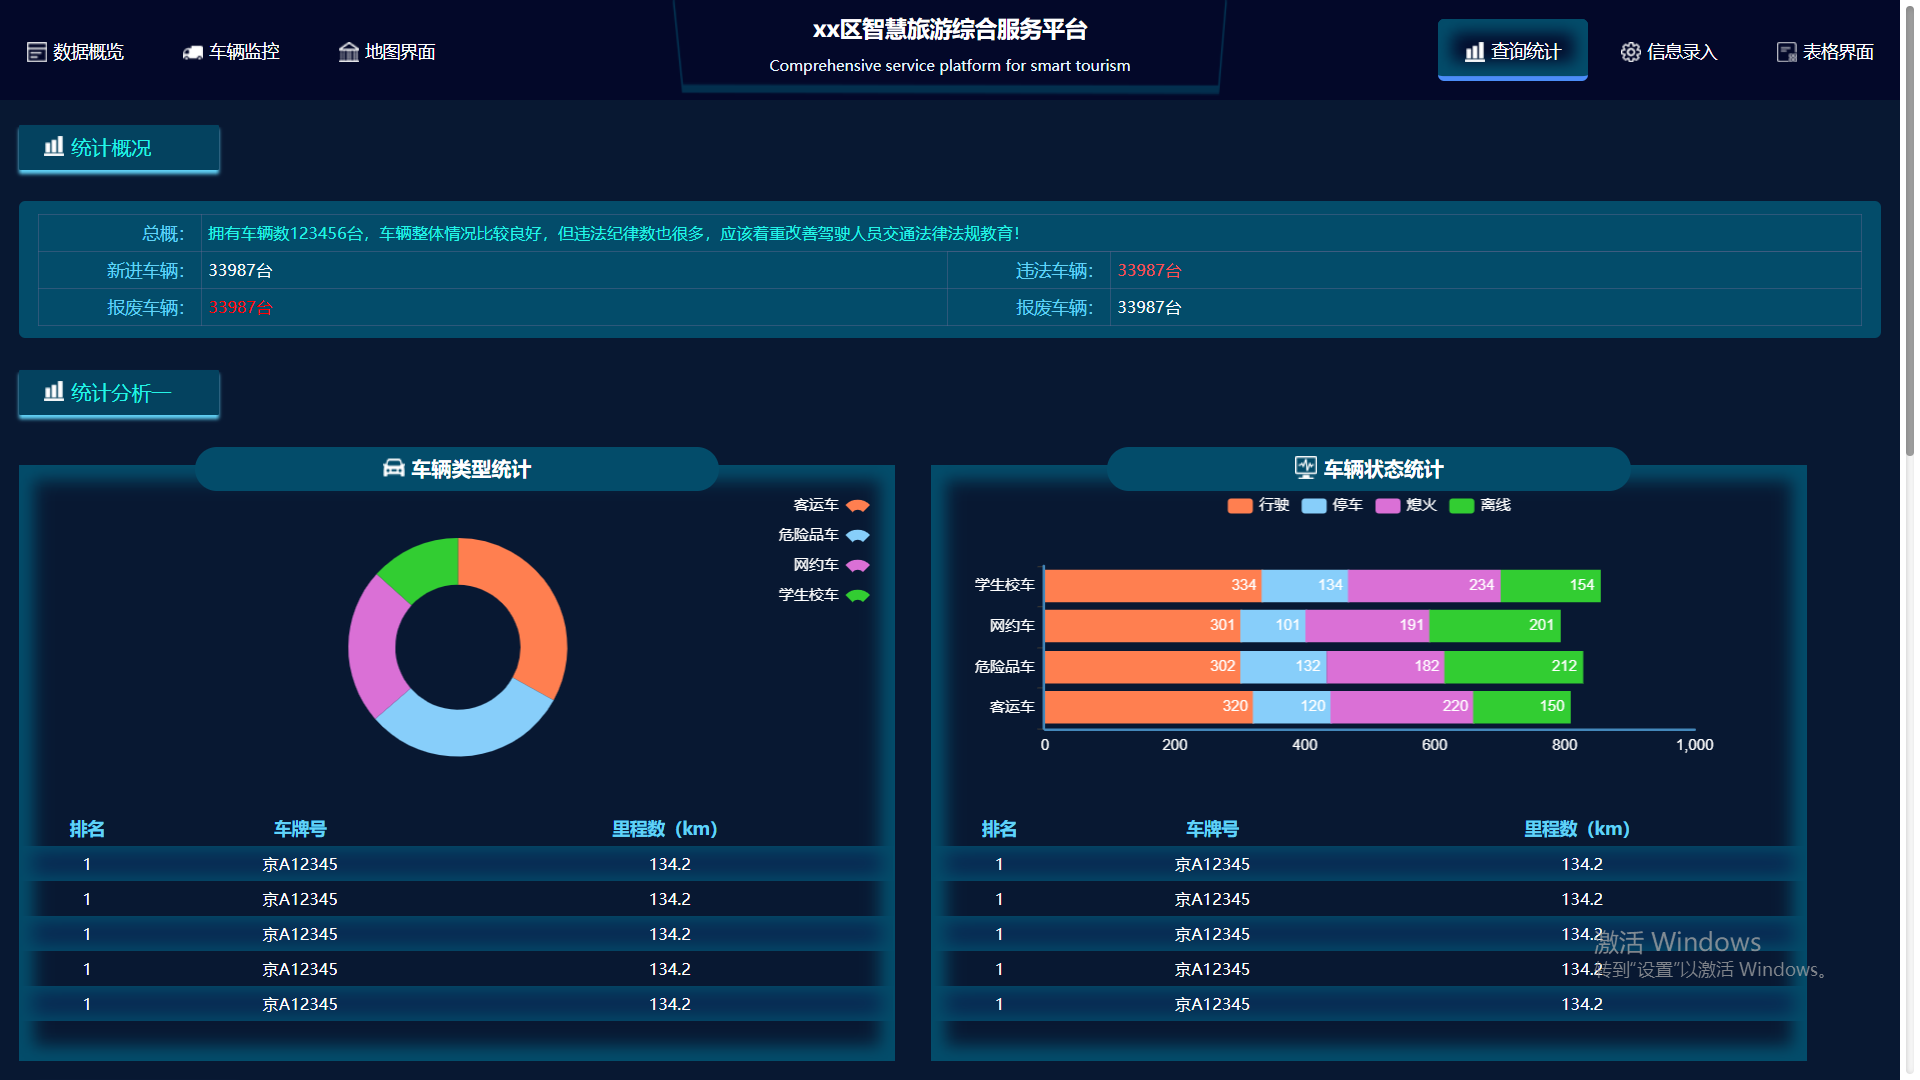 数据概览
车辆监控
地图界面
xx区智慧旅游综合服务平台
Comprehensive service platform for smart tourism
查询统计
信息录入
表格界面
统计概况
总概：
拥有车辆数123456台，车辆整体情况比较良好，但违法纪律数也很多，应该着重改善驾驶人员交通法律法规教育！
新进车辆： 33987台 违法车辆： 33987台
报废车辆： 33987台 报废车辆： 33987台
统计分析一
车辆类型统计
客运车
危险品车
网约车
学生校车
排名 车牌号 里程数（km）
1 京A12345 134.2
1 京A12345 134.2
1 京A12345 134.2
1 京A12345 134.2
1 京A12345 134.2
车辆状态统计
行驶 停车 熄火 离线
学生校车 334 134 234 154
网约车 301 101 191 201
危险品车 302 132 182 212
客运车 320 120 220 150
0 200 400 600 800 1,000
排名 车牌号 里程数（km）
1 京A12345 134.2
1 京A12345 134.2
1 京A12345 134.2
1 京A12345 134.2
1 京A12345 134.2
激活 Windows
转到“设置”以激活 Windows。